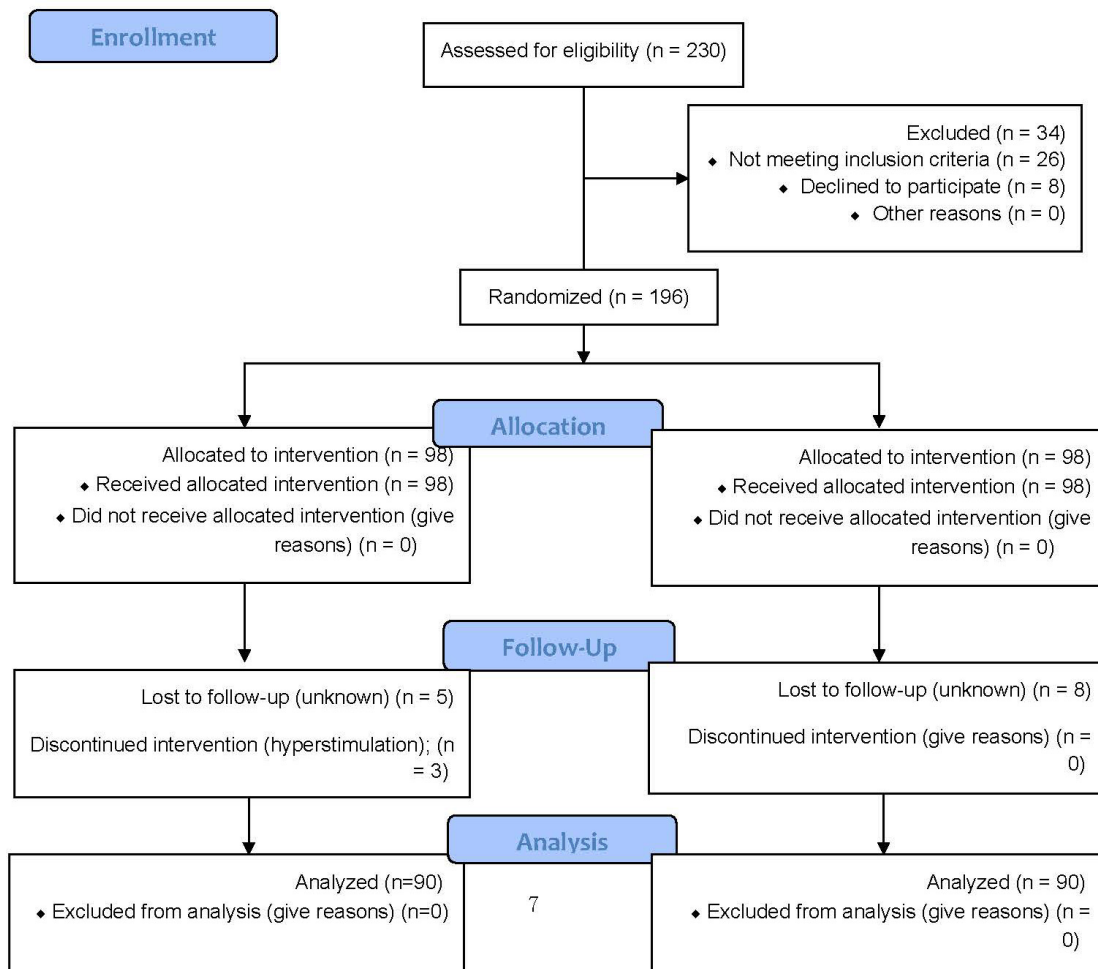 Enrollment
Assessed for eligibility (n = 230)
Excluded (n = 34)
⬥ Not meeting inclusion criteria (n = 26)
⬥ Declined to participate (n = 8)
⬥ Other reasons (n = 0)
Randomized (n = 196)
Allocation
Allocated to intervention (n = 98)
⬥ Received allocated intervention (n = 98)
⬥ Did not receive allocated intervention (give
reasons) (n = 0)
Allocated to intervention (n = 98)
⬥ Received allocated intervention (n = 98)
⬥ Did not receive allocated intervention (give
reasons) (n = 0)
Follow-Up
Lost to follow-up (unknown) (n = 5)
Discontinued intervention (hyperstimulation); (n
= 3)
Lost to follow-up (unknown) (n = 8)
Discontinued intervention (give reasons) (n =
0)
Analysis
Analyzed (n=90)
⬥ Excluded from analysis (give reasons) (n=0)
7
Analyzed (n = 90)
⬥ Excluded from analysis (give reasons) (n =
0)